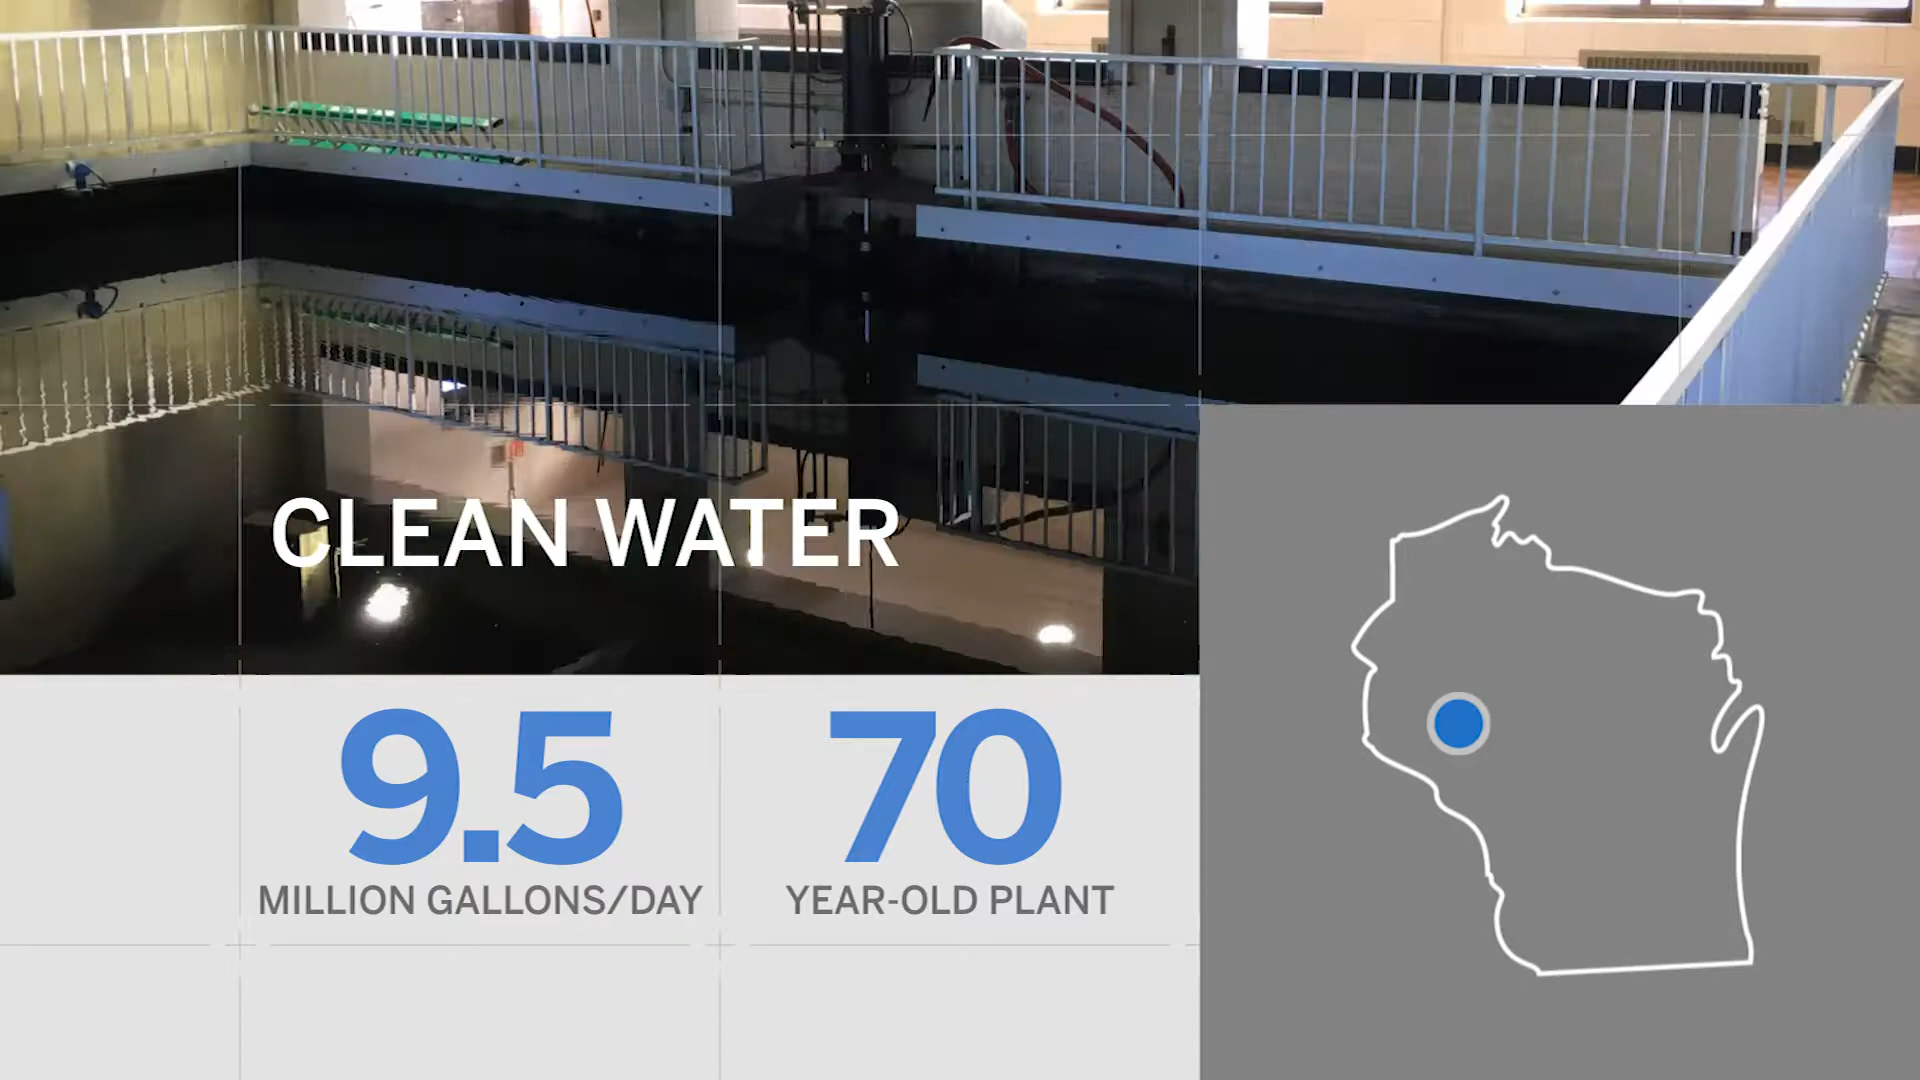 CLEAN WATER
9.5
MILLION GALLONS/DAY
70
YEAR-OLD PLANT